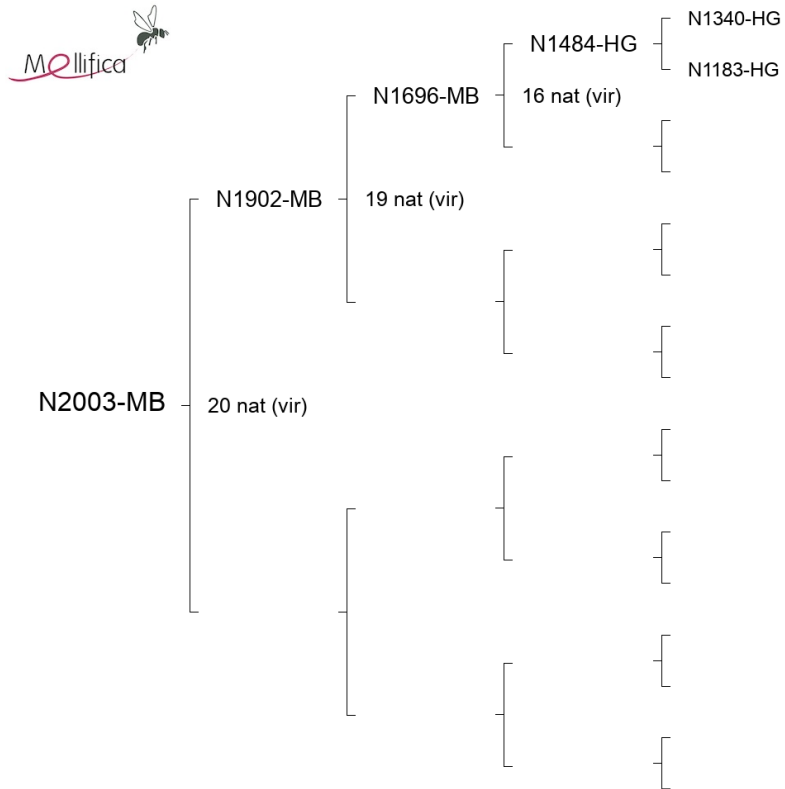 Mellifica
N1340-HG
N1484-HG
N1183-HG
N1696-MB
16 nat (vir)
N1902-MB
19 nat (vir)
N2003-MB
20 nat (vir)